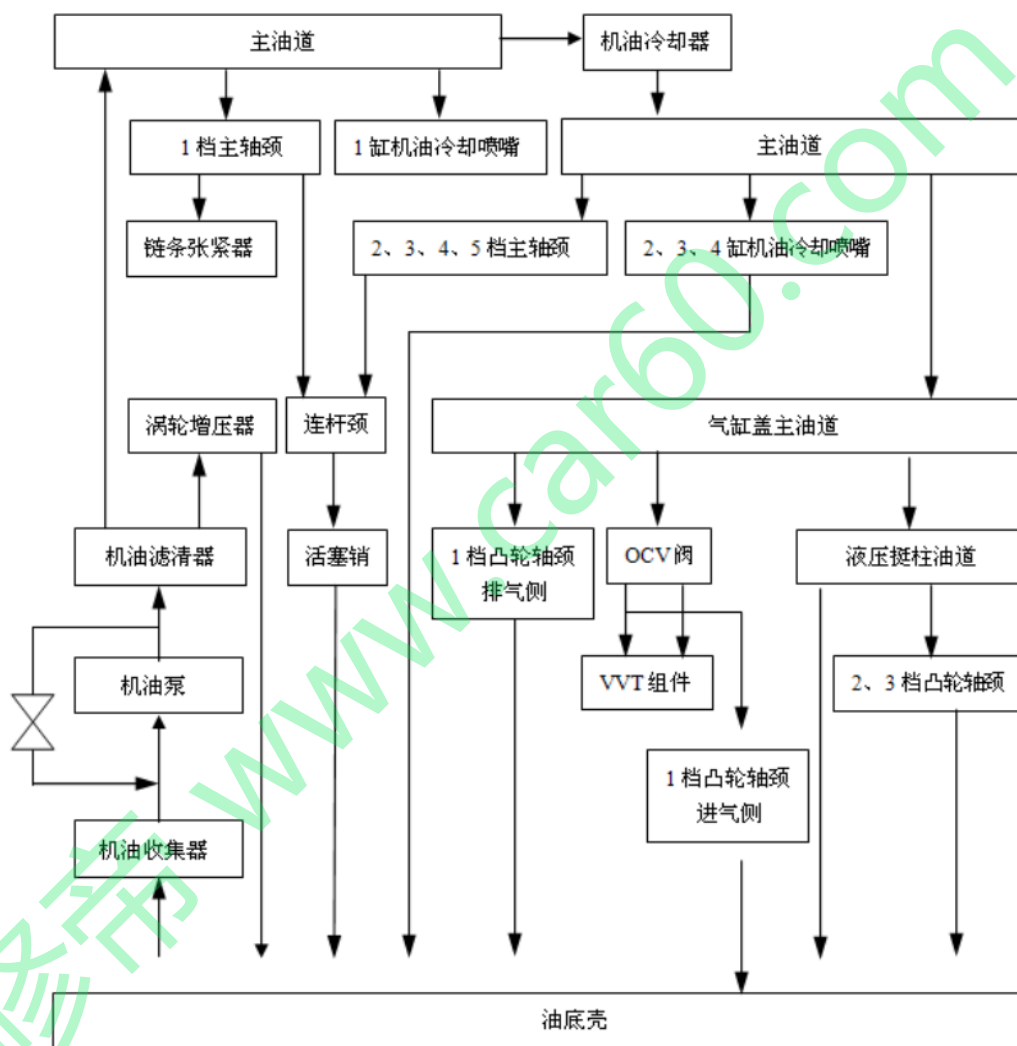 主油道
机油冷却器
1档主轴颈
1缸机油冷却喷嘴
主油道
链条张紧器
2、3、4、5档主轴颈
2、3、4缸机油冷却喷嘴
涡轮增压器
连杆颈
气缸盖主油道
机油滤清器
活塞销
1档凸轮轴颈
排气侧
OCV阀
液压挺柱油道
机油泵
VVT组件
2、3档凸轮轴颈
1档凸轮轴颈
进气侧
机油收集器
油底壳
修帝 www.car60.com